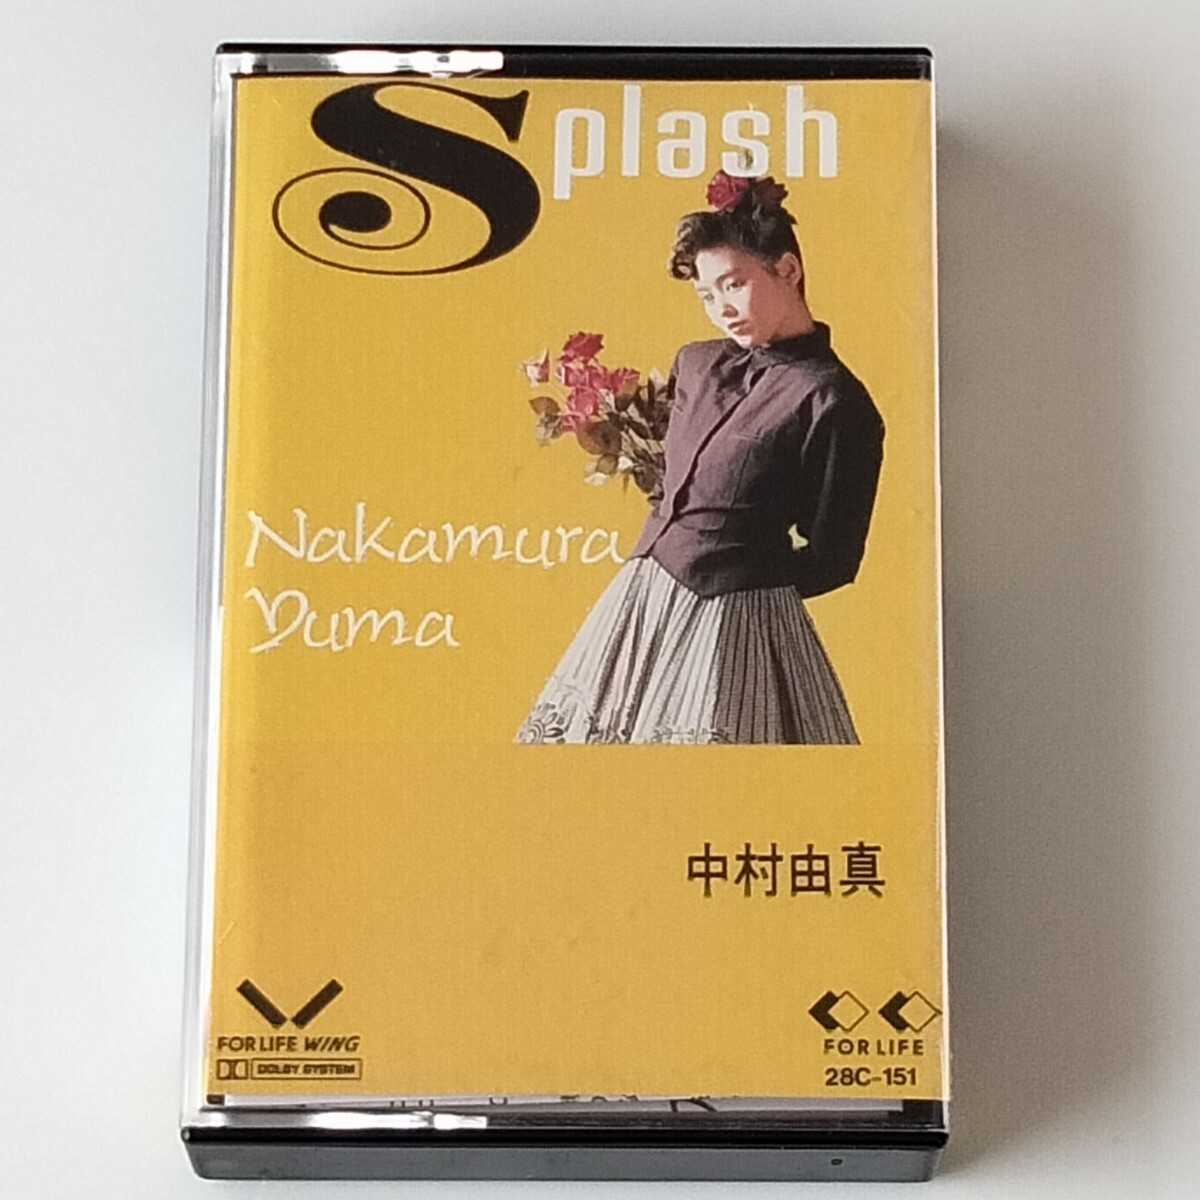 Splash
Nakamura
Yuma
中村由真
FOR LIFE WING
DOLBY SYSTEM
FOR LIFE
28C-151